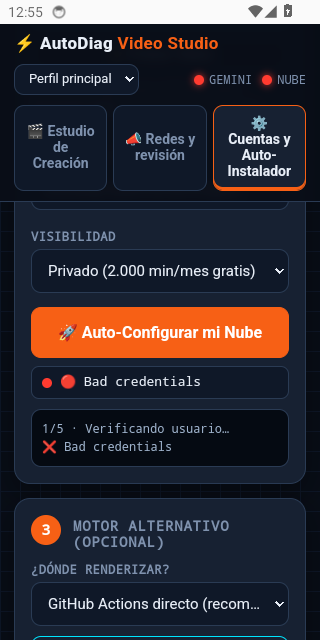 12:55
⚡ AutoDiag Video Studio
Perfil principal
GEMINI
NUBE
🎬 Estudio
de
Creación
📣 Redes y
revisión
⚙️
Cuentas y
Auto-
Instalador
VISIBILIDAD
Privado (2.000 min/mes gratis)
🚀 Auto-Configurar mi Nube
🔴 Bad credentials
1/5 · Verificando usuario…
❌ Bad credentials
3
MOTOR ALTERNATIVO
(OPCIONAL)
¿DÓNDE RENDERIZAR?
GitHub Actions directo (recom…